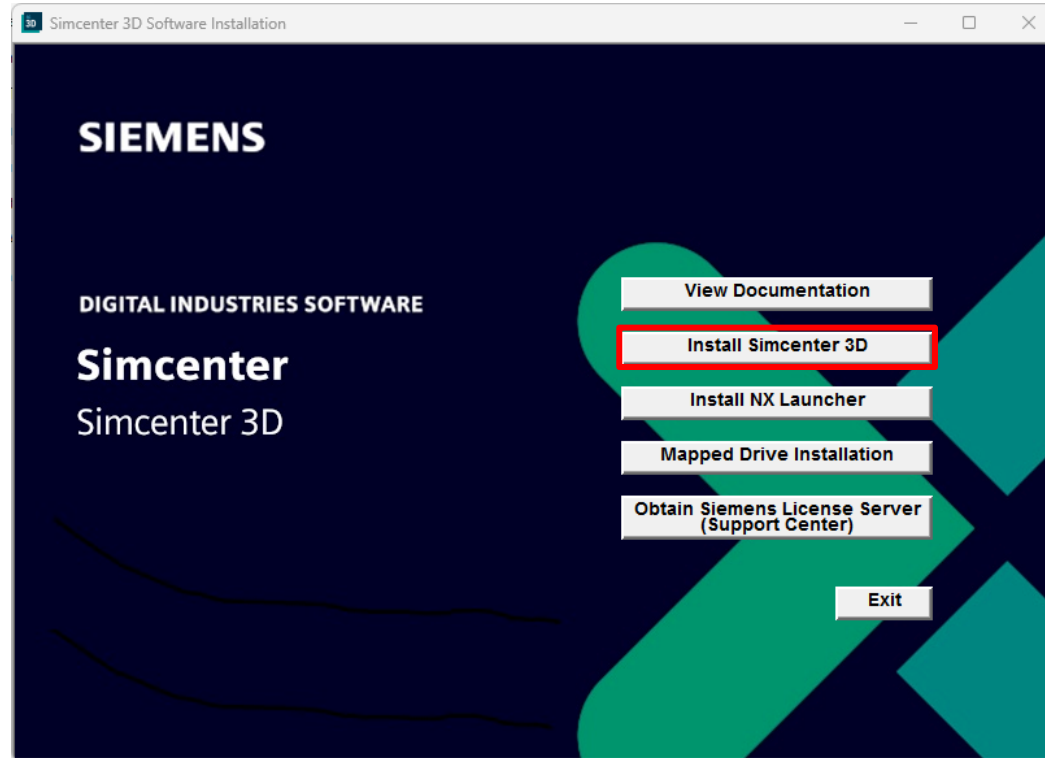 3D Simcenter 3D Software Installation
SIEMENS
DIGITAL INDUSTRIES SOFTWARE
Simcenter
Simcenter 3D
View Documentation
Install Simcenter 3D
Install NX Launcher
Mapped Drive Installation
Obtain Siemens License Server
(Support Center)
Exit